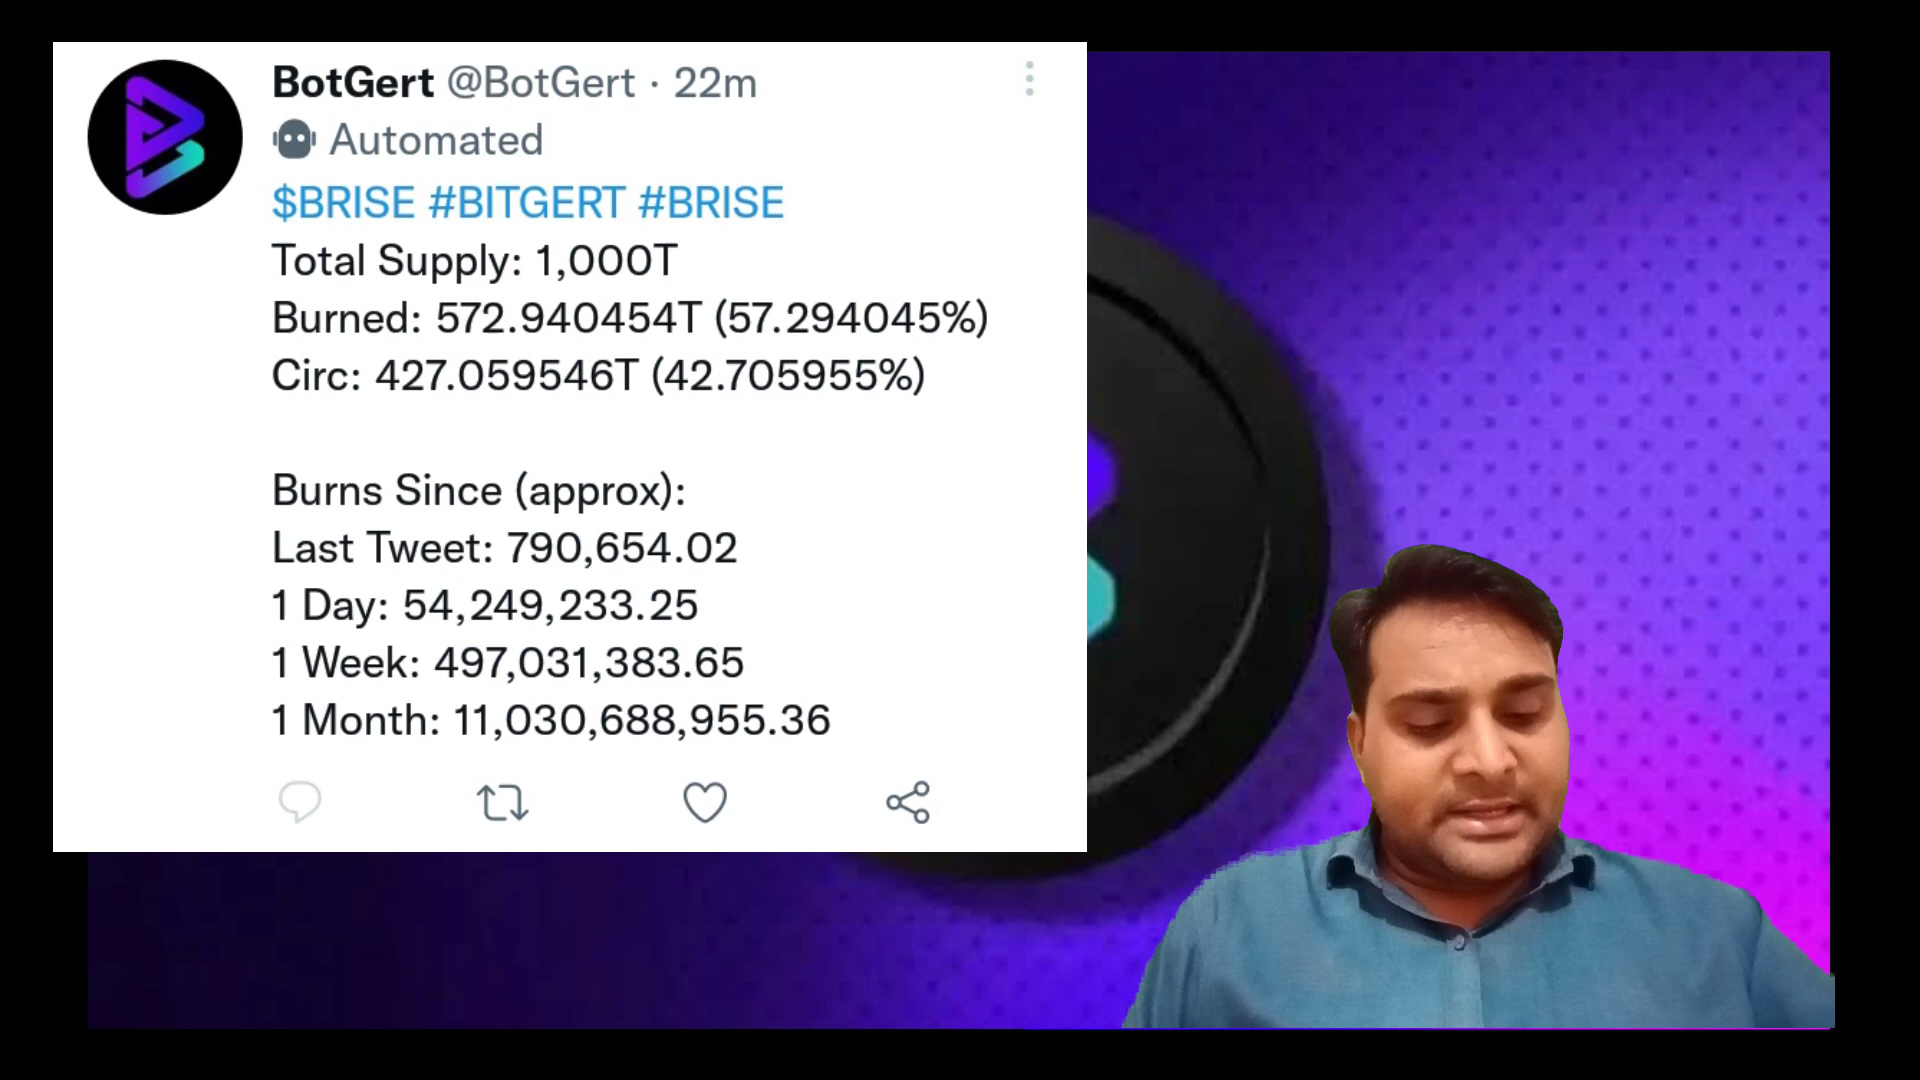 BotGert @BotGert · 22m
Automated
$BRISE #BITGERT #BRISE
Total Supply: 1,000T
Burned: 572.940454T (57.294045%)
Circ: 427.059546T (42.705955%)
Burns Since (approx):
Last Tweet: 790,654.02
1 Day: 54,249,233.25
1 Week: 497,031,383.65
1 Month: 11,030,688,955.36